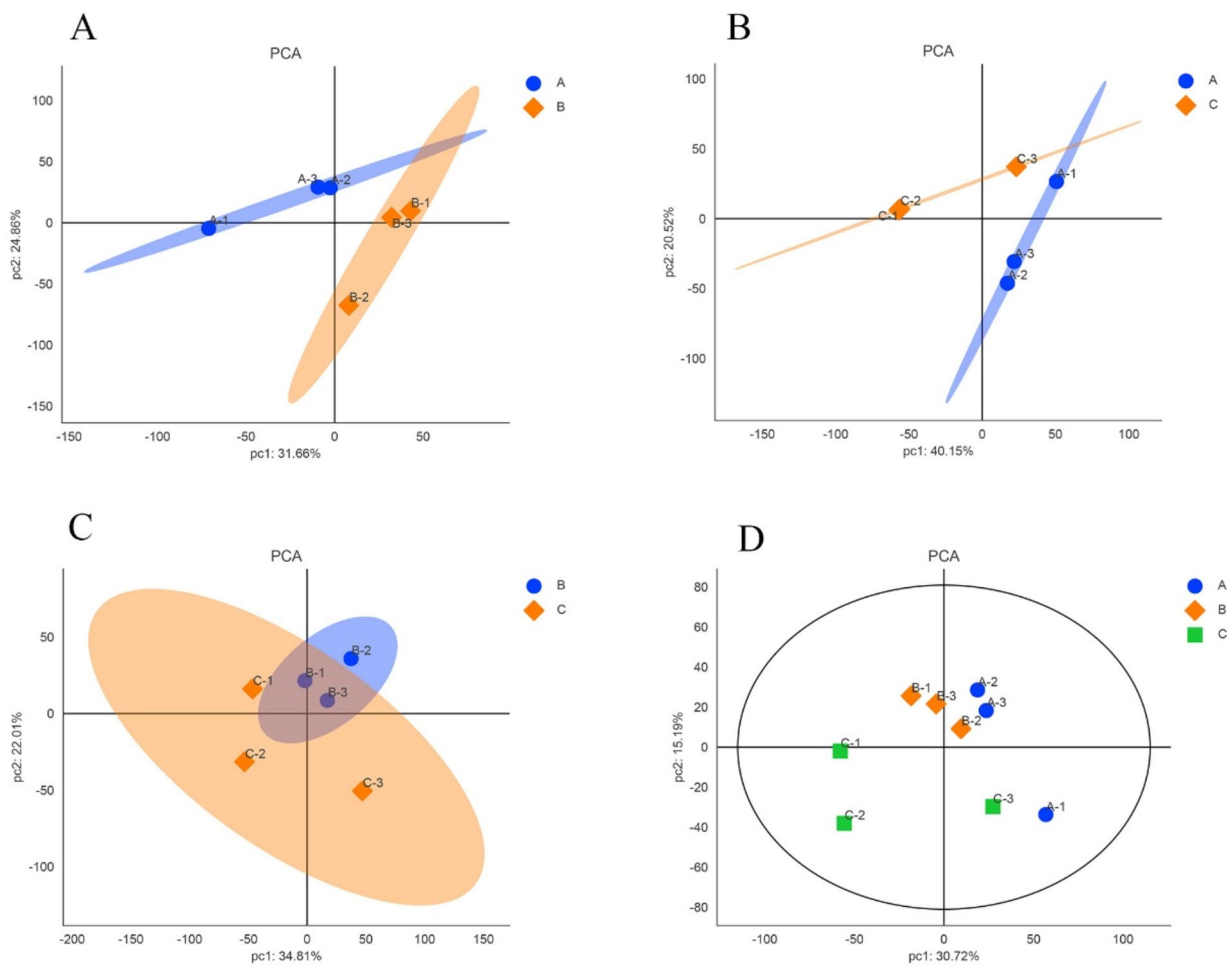 A
PCA
A
B
100
50
0
-50
-100
-150
A-3
A-2
A-1
B-1
B-3
B-2
pc2: 24.86%
-150
-100
-50
0
50
pc1: 31.66%
B
PCA
A
C
100
50
0
-50
-100
C-3
A-1
C-2
C-1
A-3
A-2
pc2: 20.52%
-150
-100
-50
0
50
100
pc1: 40.15%
C
PCA
B
C
50
0
-50
-100
B-2
B-1
C-1
B-3
C-2
C-3
pc2: 22.01%
-200
-150
-100
-50
0
50
100
150
pc1: 34.81%
D
PCA
A
B
C
80
60
40
20
0
-20
-40
-60
-80
A-2
B-1
B-3
A-3
B-2
C-1
C-3
A-1
C-2
pc2: 15.19%
-100
-50
0
50
100
pc1: 30.72%